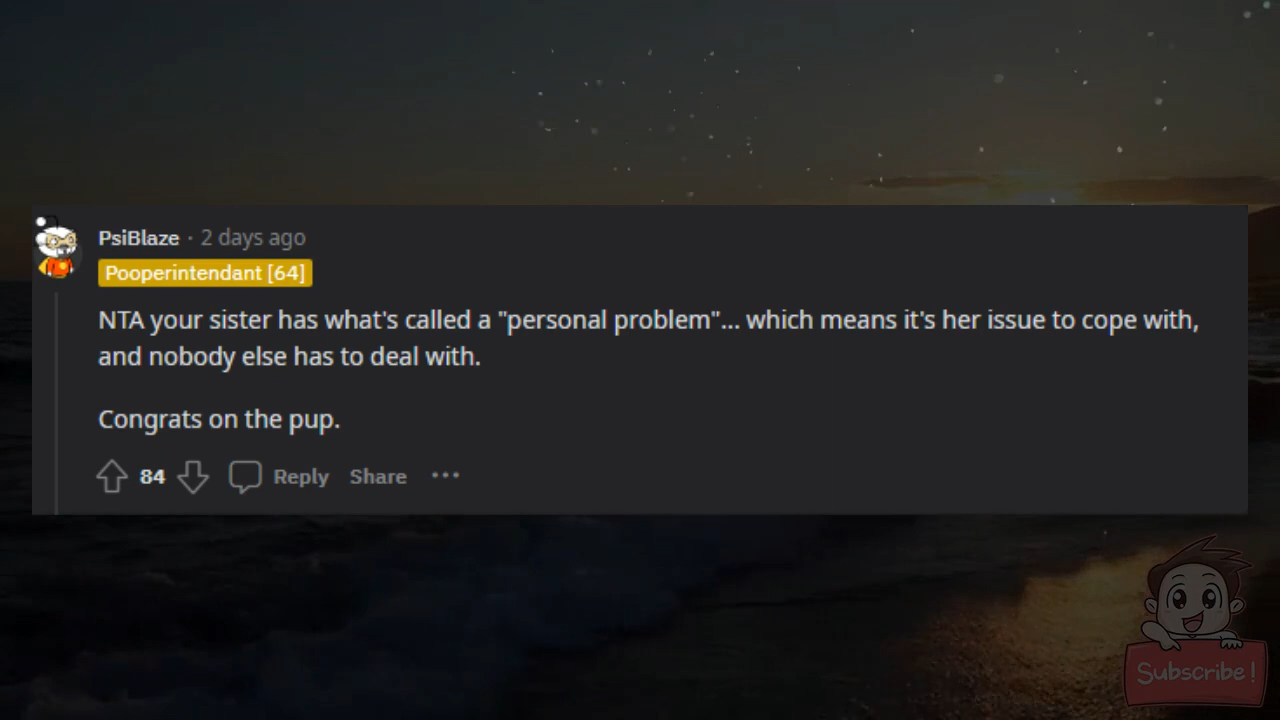 PsiBlaze · 2 days ago
Pooperintendant [64]
NTA your sister has what's called a "personal problem"... which means it's her issue to cope with,
and nobody else has to deal with.
Congrats on the pup.
84 Reply Share ···
Subscribe!